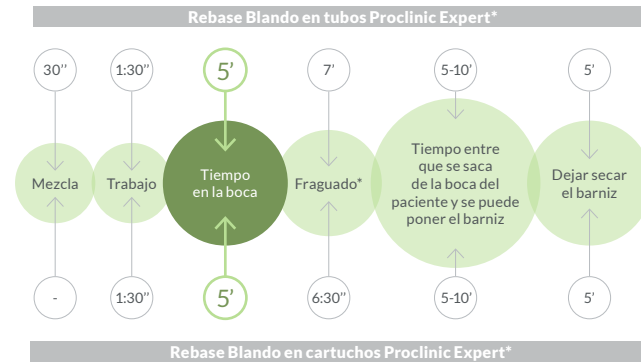 Rebase Blando en tubos Proclinic Expert*
30’’ 1:30’’ 5’ 7’ 5-10’ 5’
Mezcla
Trabajo
Tiempo
en la boca
Fraguado*
Tiempo entre
que se saca
de la boca del
paciente y se puede
poner el barniz
Dejar secar
el barniz
- 1:30’’ 5’ 6:30’’ 5-10’ 5’
Rebase Blando en cartuchos Proclinic Expert*